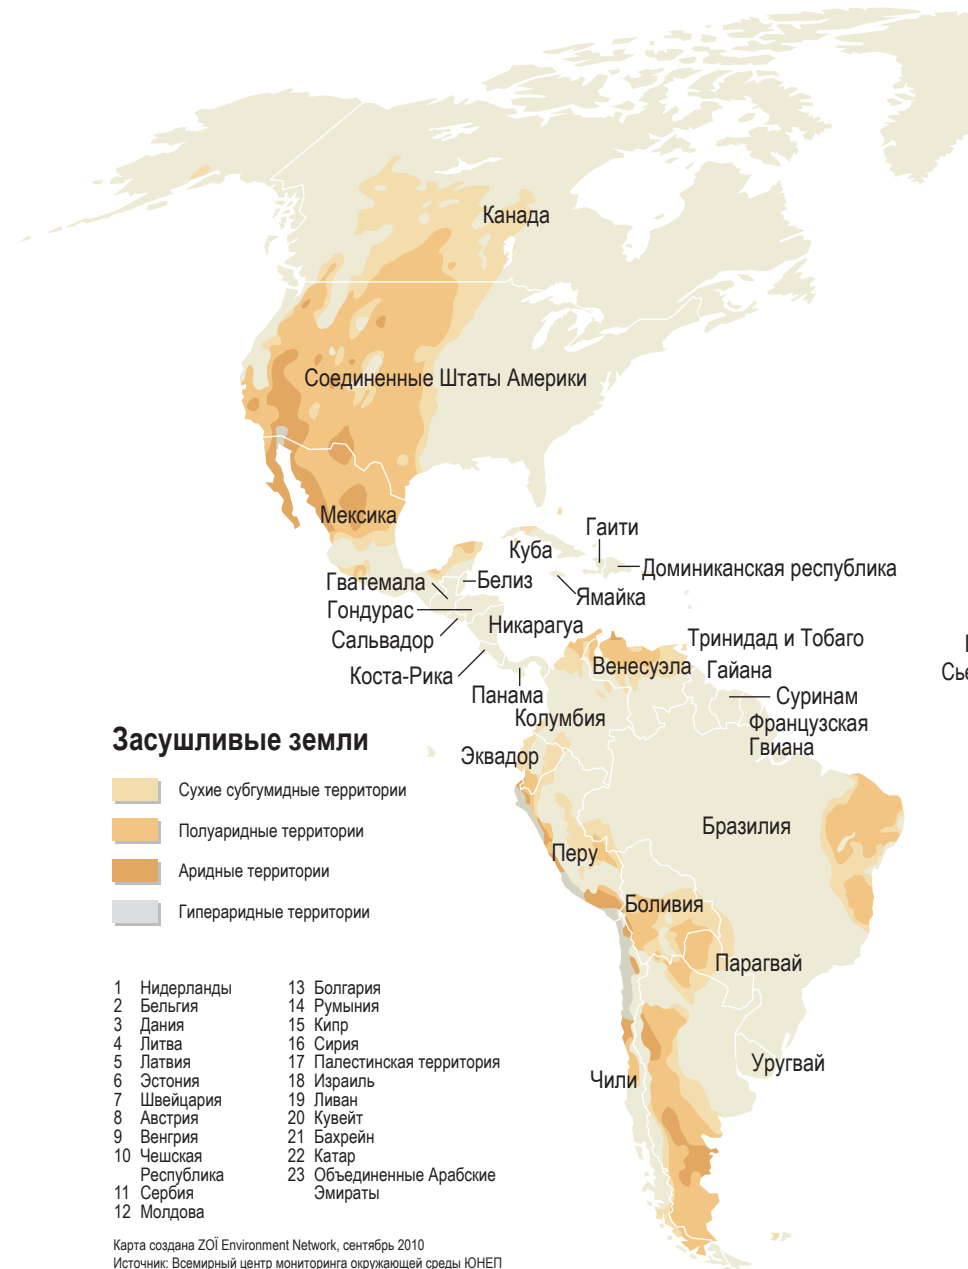 Канада
Соединенные Штаты Америки
Мексика
Гаити
Куба
Доминиканская республика
Гватемала
Белиз
Ямайка
Гондурас
Никарагуа
Сальвадор
Тринидад и Тобаго
Коста-Рика
Венесуэла
Гайана
Панама
Суринам
Колумбия
Французская
Гвиана
Эквадор
Бразилия
Перу
Боливия
Парагвай
Уругвай
Чили
Засушливые земли
Сухие субгумидные территории
Полуаридные территории
Аридные территории
Гипераридные территории
1 Нидерланды
2 Бельгия
3 Дания
4 Литва
5 Латвия
6 Эстония
7 Швейцария
8 Австрия
9 Венгрия
10 Чешская
Республика
11 Сербия
12 Молдова
13 Болгария
14 Румыния
15 Кипр
16 Сирия
17 Палестинская территория
18 Израиль
19 Ливан
20 Кувейт
21 Бахрейн
22 Катар
23 Объединенные Арабские
Эмираты
Карта создана ZOÏ Environment Network, сентябрь 2010
Источник: Всемирный центр мониторинга окружающей среды ЮНЕП